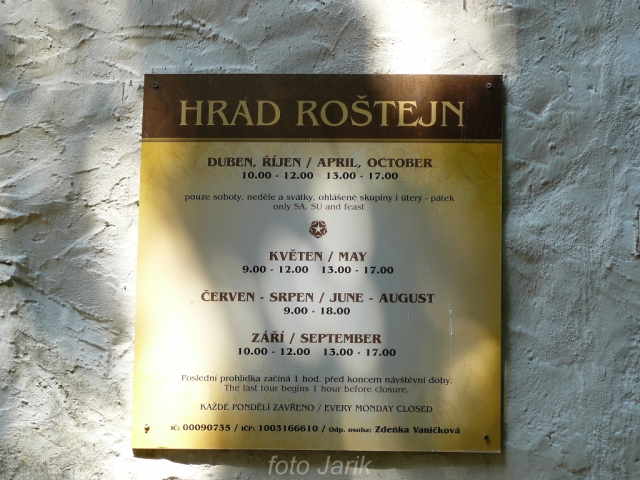 HRAD ROŠTEJN
DUBEN, ŘÍJEN / APRIL, OCTOBER
10.00 - 12.00 13.00 - 17.00
pouze soboty, neděle a svátky, ohlášené skupiny i úterý - pátek
only SA, SU and feast
KVĚTEN / MAY
9.00 - 12.00 13.00 - 17.00
ČERVEN - SRPEN / JUNE - AUGUST
9.00 - 18.00
ZÁŘÍ / SEPTEMBER
10.00 - 12.00 13.00 - 17.00
Poslední prohlídka začíná 1 hod. před koncem návštěvní doby.
The last tour begins 1 hour before closure.
KAŽDÉ PONDĚLÍ ZAVŘENO / EVERY MONDAY CLOSED
IČ: 00090735 / IČP: 1003166610 / Odp. osoba: Zdeňka Vaníčková
foto Jarik